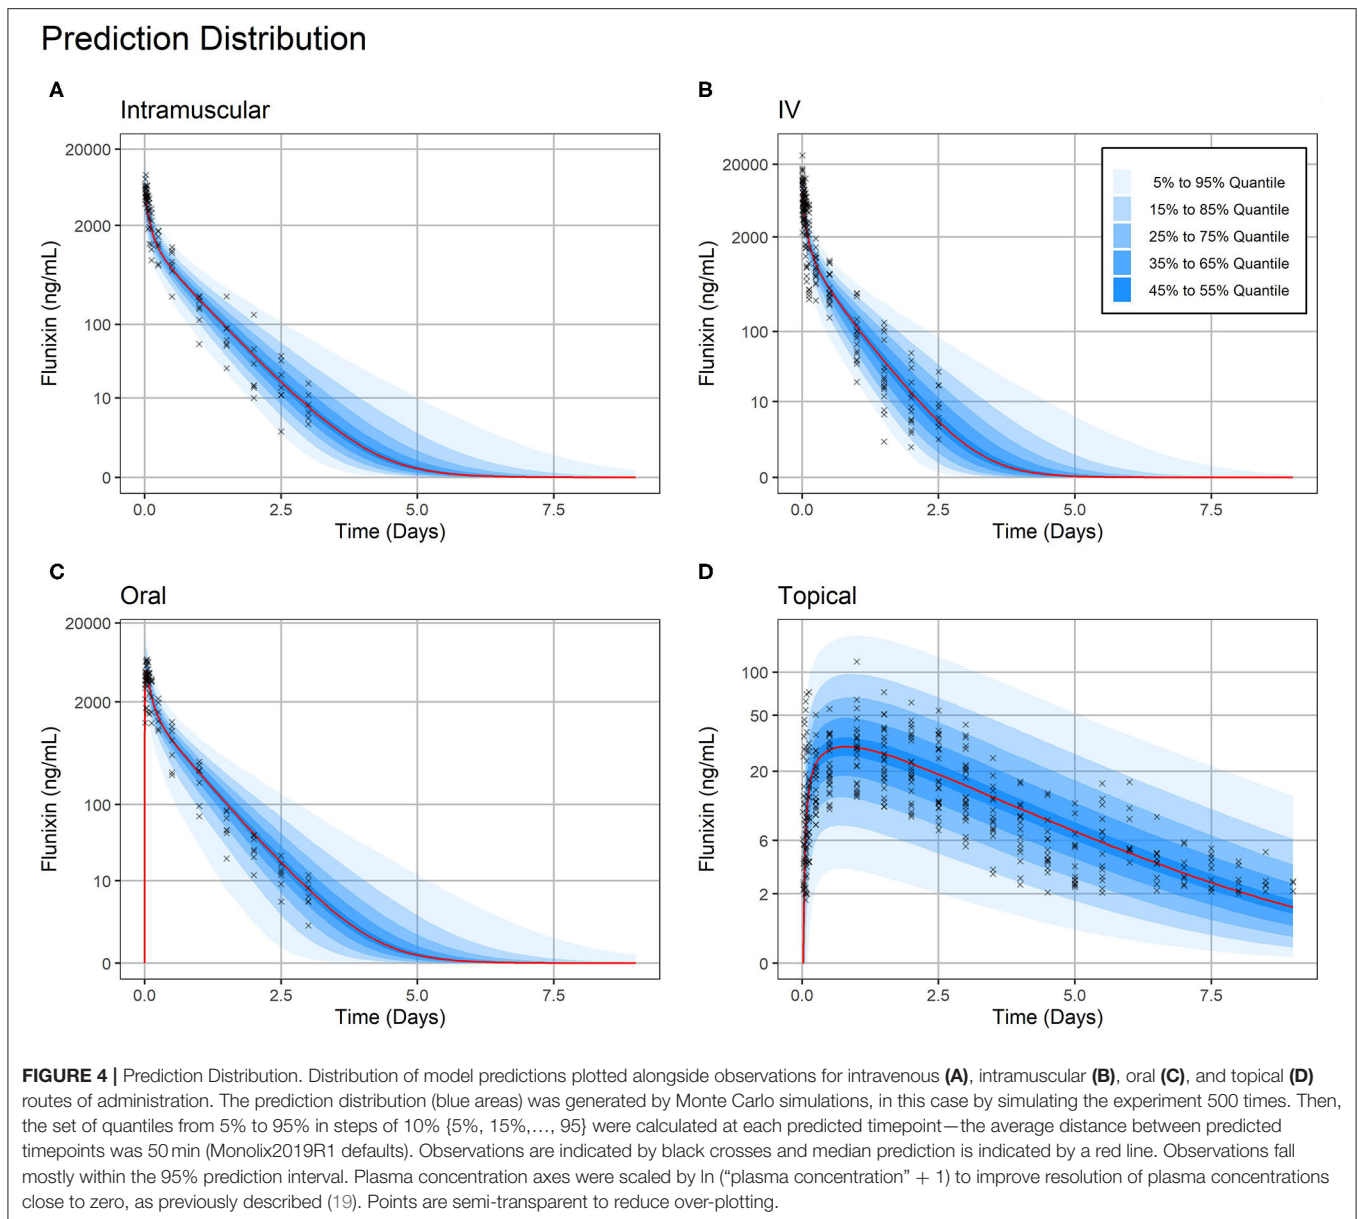 Prediction Distribution
A
Intramuscular
20000
2000
100
10
0
Flunixin (ng/mL)
0.0
2.5
5.0
7.5
Time (Days)
B
IV
20000
2000
100
10
0
Flunixin (ng/mL)
5% to 95% Quantile
15% to 85% Quantile
25% to 75% Quantile
35% to 65% Quantile
45% to 55% Quantile
0.0
2.5
5.0
7.5
Time (Days)
C
Oral
20000
2000
100
10
0
Flunixin (ng/mL)
0.0
2.5
5.0
7.5
Time (Days)
D
Topical
100
50
20
6
2
0
Flunixin (ng/mL)
0.0
2.5
5.0
7.5
Time (Days)
FIGURE 4 | Prediction Distribution. Distribution of model predictions plotted alongside observations for intravenous (A), intramuscular (B), oral (C), and topical (D)
routes of administration. The prediction distribution (blue areas) was generated by Monte Carlo simulations, in this case by simulating the experiment 500 times. Then,
the set of quantiles from 5% to 95% in steps of 10% {5%, 15%,…, 95} were calculated at each predicted timepoint—the average distance between predicted
timepoints was 50 min (Monolix2019R1 defaults). Observations are indicated by black crosses and median prediction is indicated by a red line. Observations fall
mostly within the 95% prediction interval. Plasma concentration axes were scaled by ln (“plasma concentration” + 1) to improve resolution of plasma concentrations
close to zero, as previously described (19). Points are semi-transparent to reduce over-plotting.